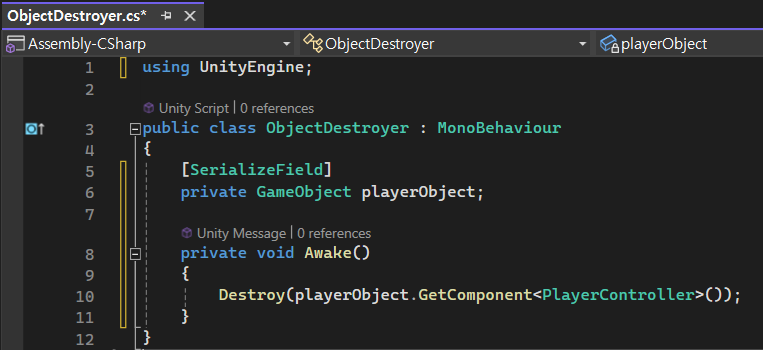 ObjectDestroyer.cs*
Assembly-CSharp ObjectDestroyer playerObject
1 using UnityEngine;
2
Unity Script | 0 references
3 public class ObjectDestroyer : MonoBehaviour
4 {
5 [SerializeField]
6 private GameObject playerObject;
7
Unity Message | 0 references
8 private void Awake()
9 {
10 Destroy(playerObject.GetComponent<PlayerController>());
11 }
12 }